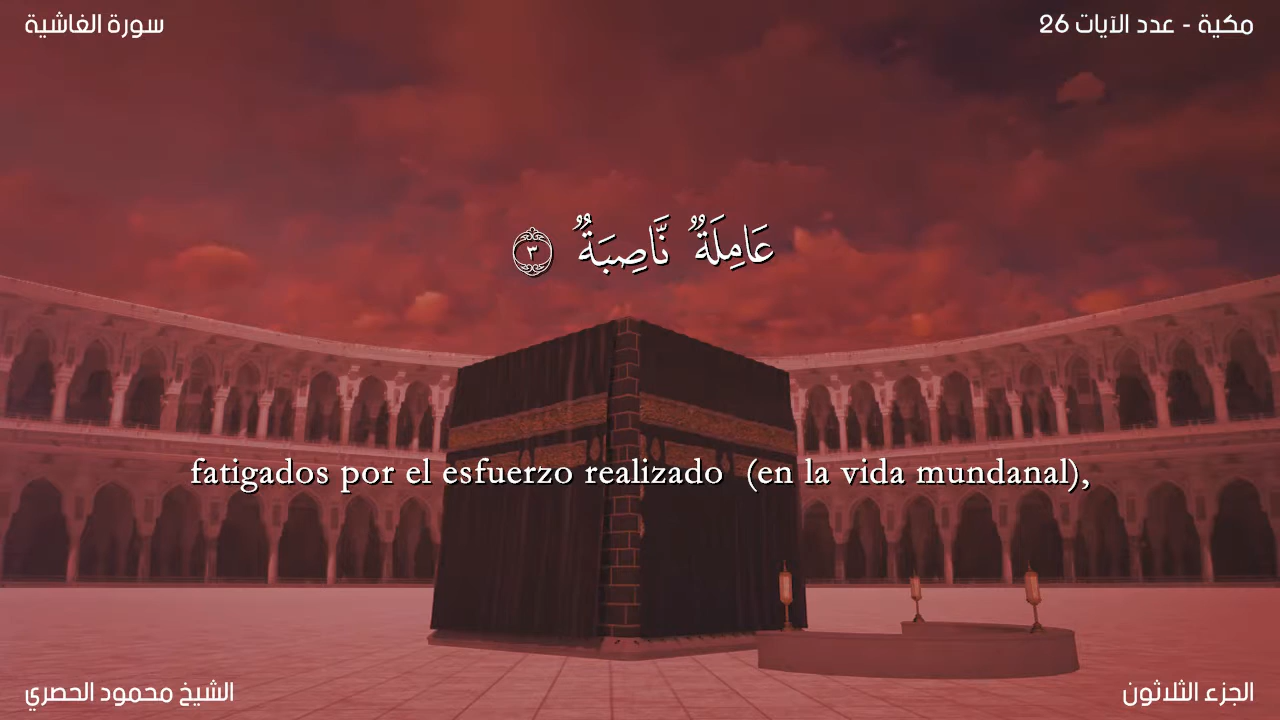 سورة الغاشية
مكية - عدد الآيات 26
عَامِلَةٌ نَّاصِبَةٌ ٣
fatigados por el esfuerzo realizado (en la vida mundanal),
الشيخ محمود الحصري
الجزء الثلاثون